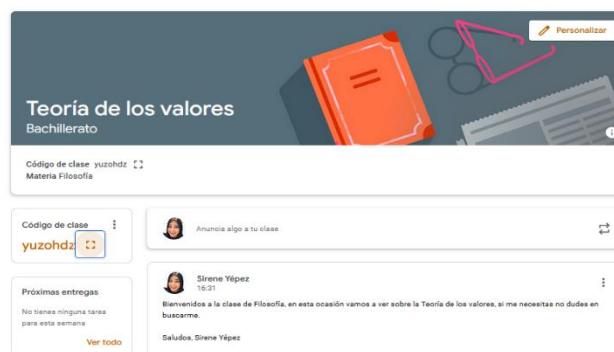 Personalizar
Teoría de los valores
Bachillerato
Código de clase yuzohdz
Materia Filosofía
Código de clase
yuzohdz
Anuncia algo a tu clase
Próximas entregas
No tienes ninguna tarea
para esta semana
Ver todo
Sirene Yépez
16:31
Bienvenidos a la clase de Filosofía, en esta ocasión vamos a ver sobre la Teoría de los valores, si me necesitas no dudes en
buscarme.
Saludos, Sirene Yépez